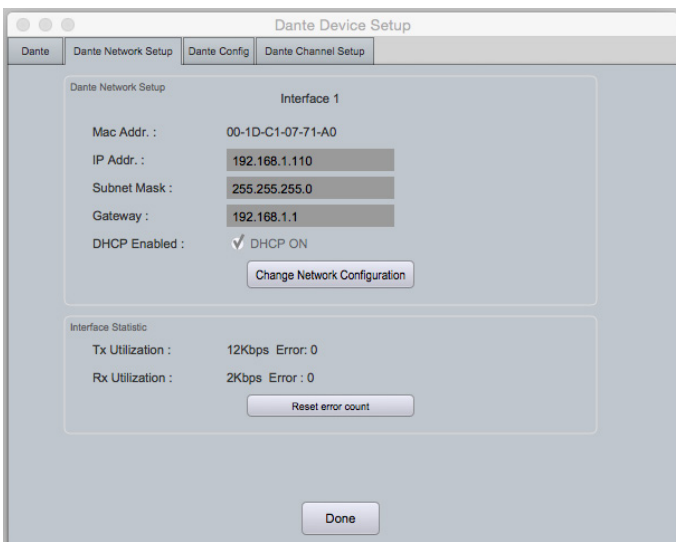 Dante Device Setup
Dante Dante Network Setup Dante Config Dante Channel Setup
Dante Network Setup
Interface 1
Mac Addr. : 00-1D-C1-07-71-A0
IP Addr. : 192.168.1.110
Subnet Mask : 255.255.255.0
Gateway : 192.168.1.1
DHCP Enabled : DHCP ON
Change Network Configuration
Interface Statistic
Tx Utilization : 12Kbps Error: 0
Rx Utilization : 2Kbps Error : 0
Reset error count
Done